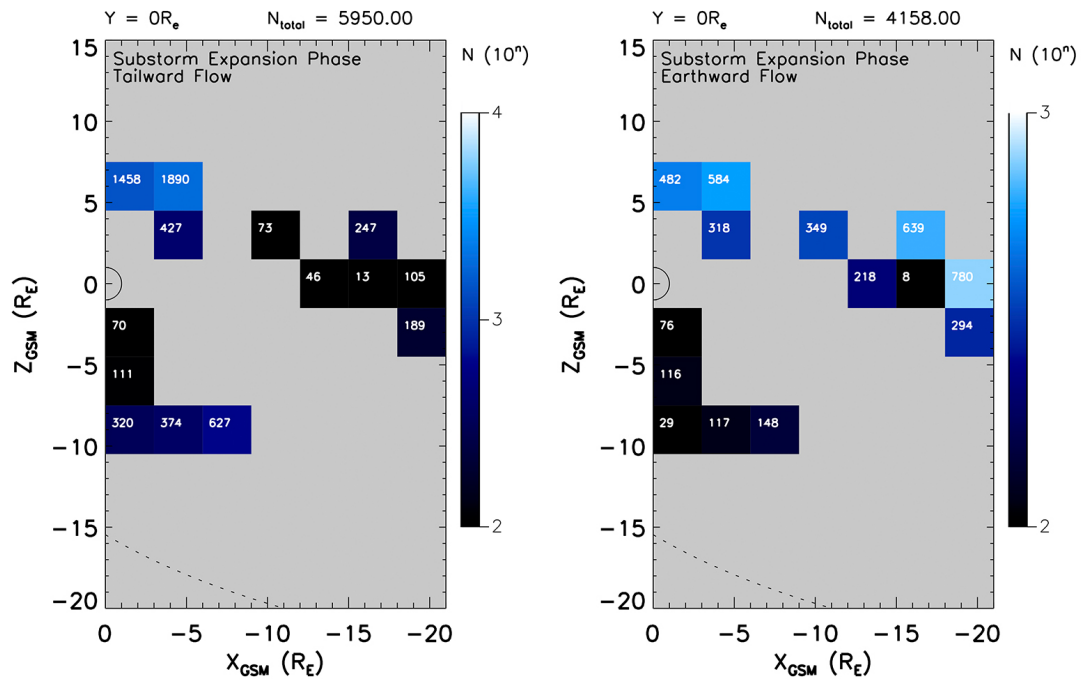 Y = 0R_e N_total = 5950.00
Substorm Expansion Phase
Tailward Flow
N (10^n)
15
10
5
0
−5
−10
−15
−20
Z_GSM (R_E)
1458 1890
427 73 247
46 13 105
70 189
111
320 374 627
0 −5 −10 −15 −20
X_GSM (R_E)
4
3
2
Y = 0R_e N_total = 4158.00
Substorm Expansion Phase
Earthward Flow
N (10^n)
15
10
5
0
−5
−10
−15
−20
Z_GSM (R_E)
482 584
318 349 639
218 8 780
76 294
116
29 117 148
0 −5 −10 −15 −20
X_GSM (R_E)
3
2